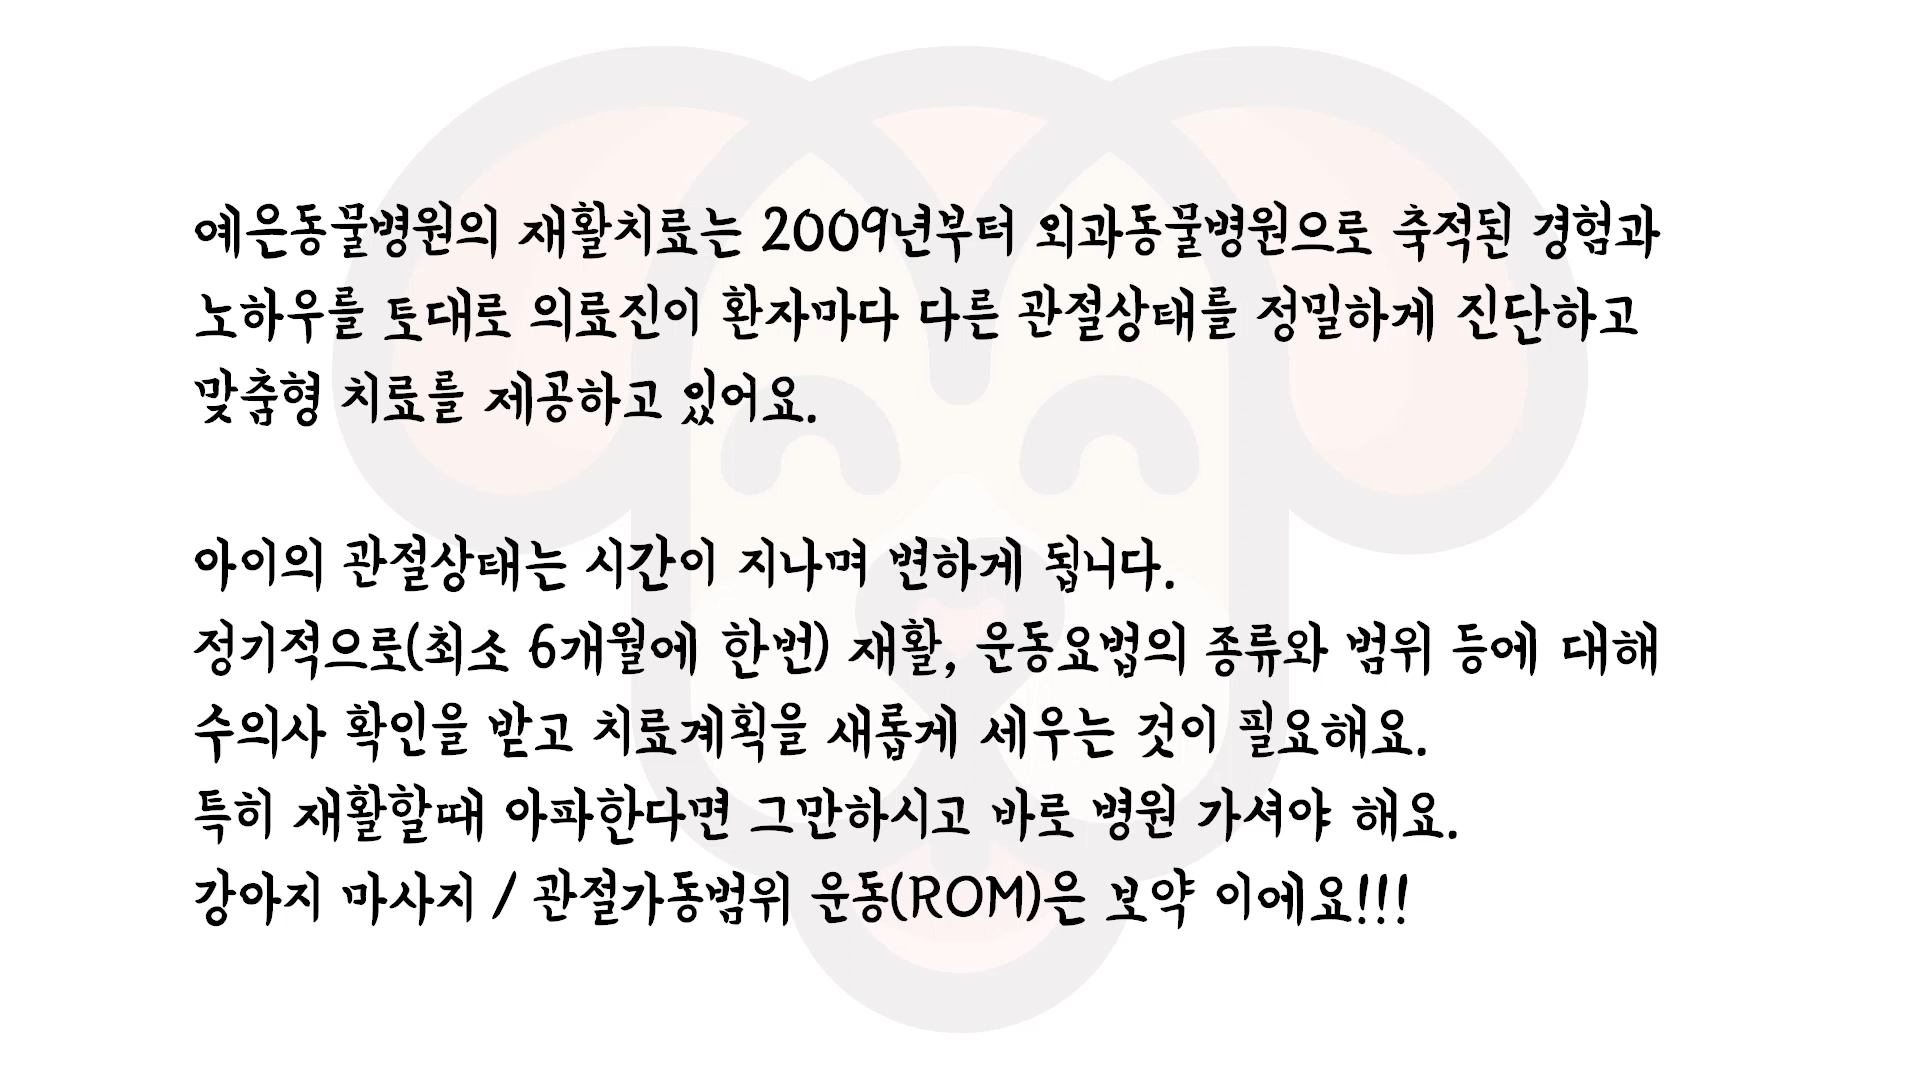 예은동물병원의 재활치료는 2009년부터 외과동물병원으로 축적된 경험과
노하우를 토대로 의료진이 환자마다 다른 관절상태를 정밀하게 진단하고
맞춤형 치료를 제공하고 있어요.
아이의 관절상태는 시간이 지나며 변하게 됩니다.
정기적으로(최소 6개월에 한번) 재활, 운동요법의 종류와 범위 등에 대해
수의사 확인을 받고 치료계획을 새롭게 세우는 것이 필요해요.
특히 재활할때 아파한다면 그만하시고 바로 병원 가셔야 해요.
강아지 마사지 / 관절가동범위 운동(ROM)은 보약 이에요!!!